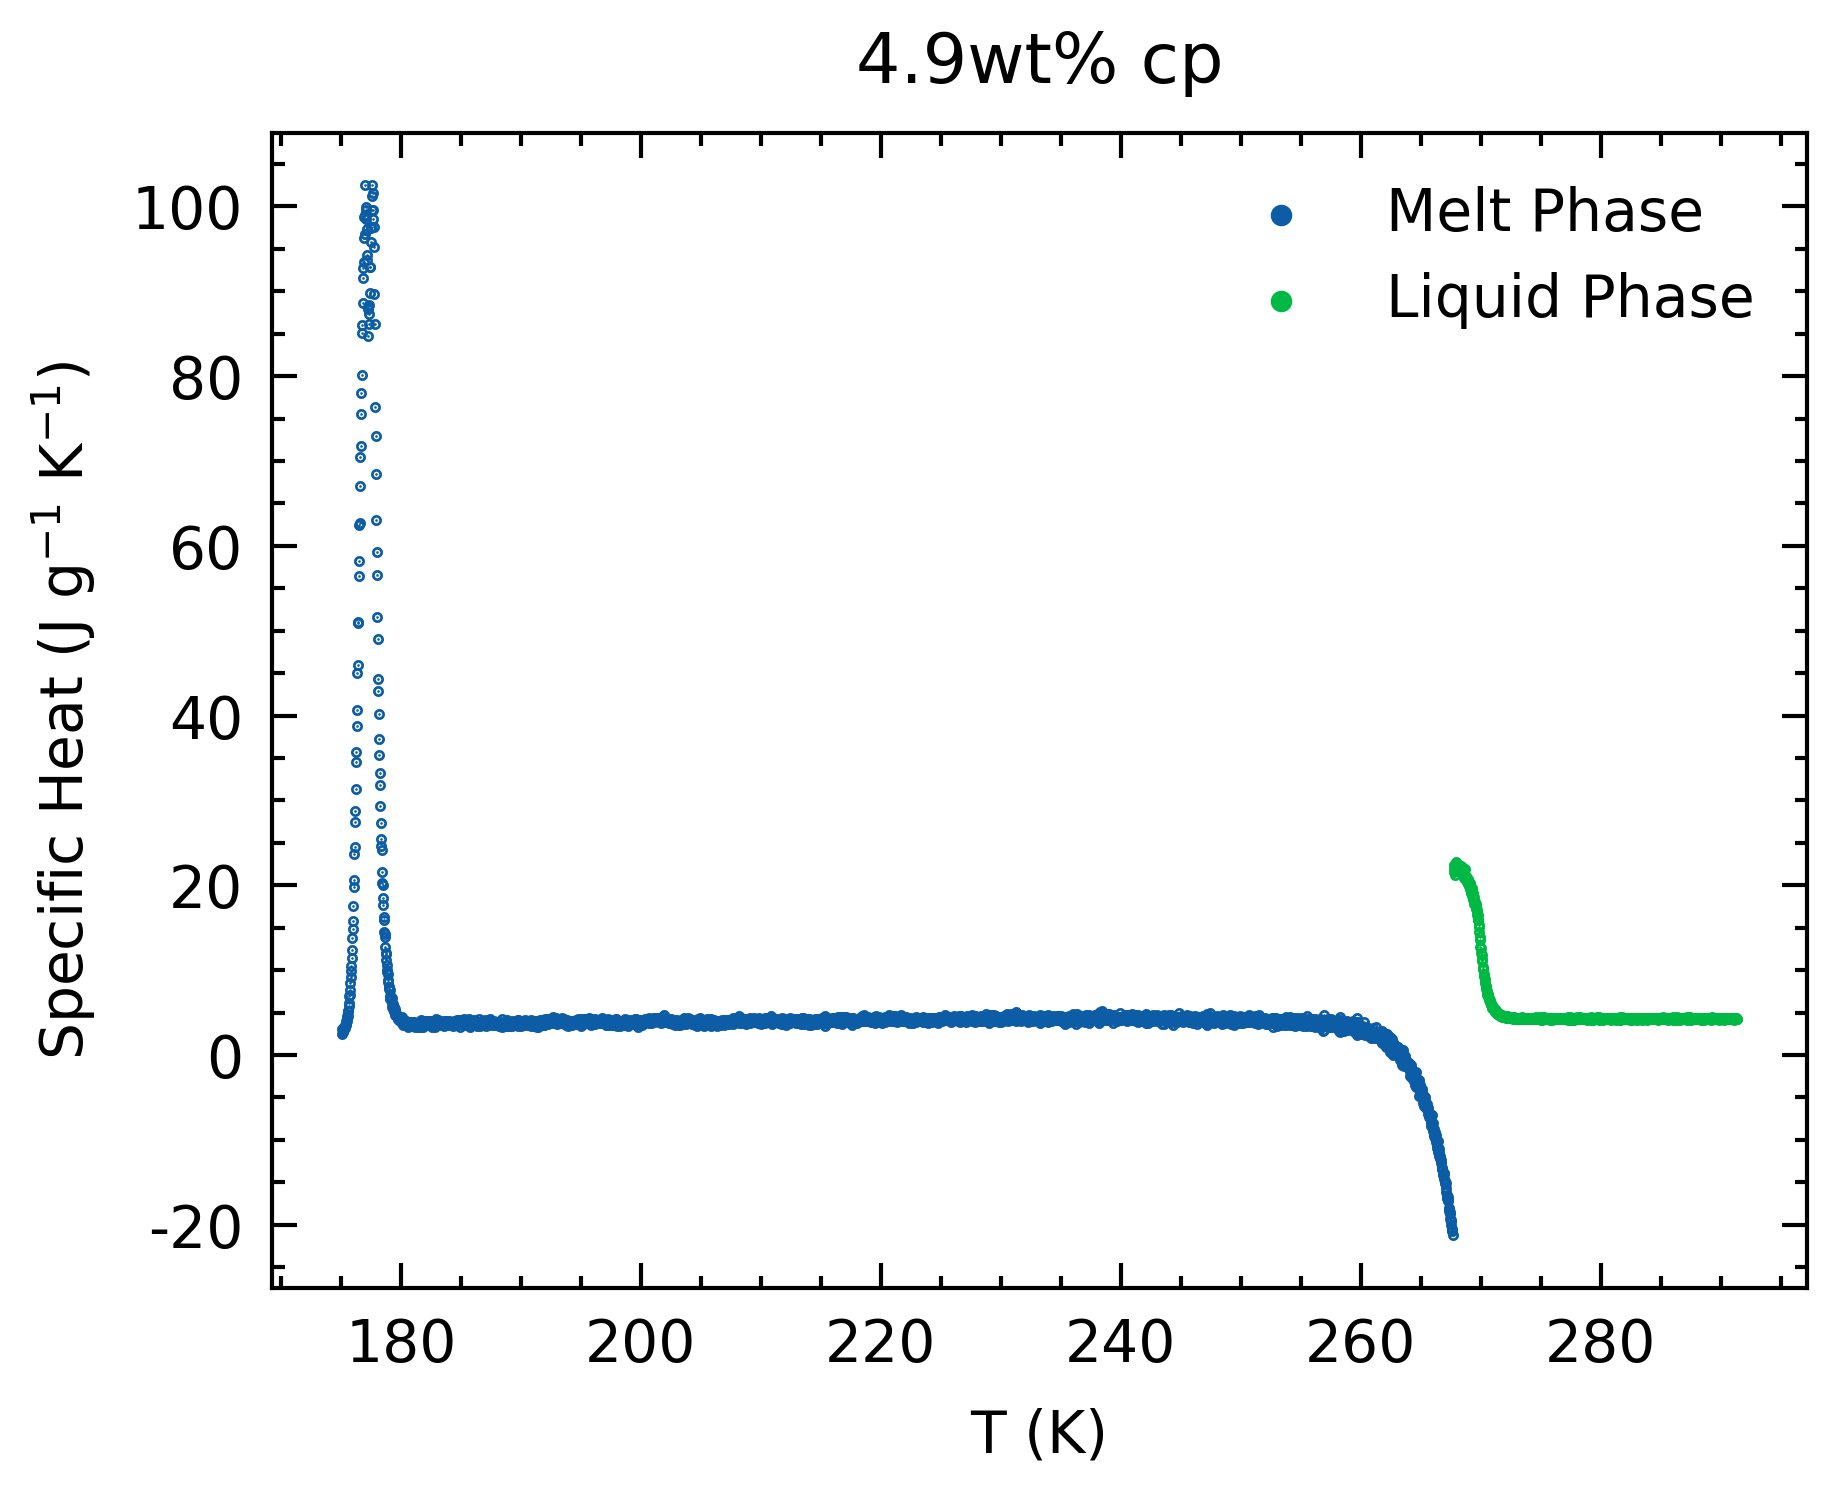 4.9wt% cp
Melt Phase
Liquid Phase
Specific Heat (J g⁻¹ K⁻¹)
100
80
60
40
20
0
-20
180 200 220 240 260 280
T (K)